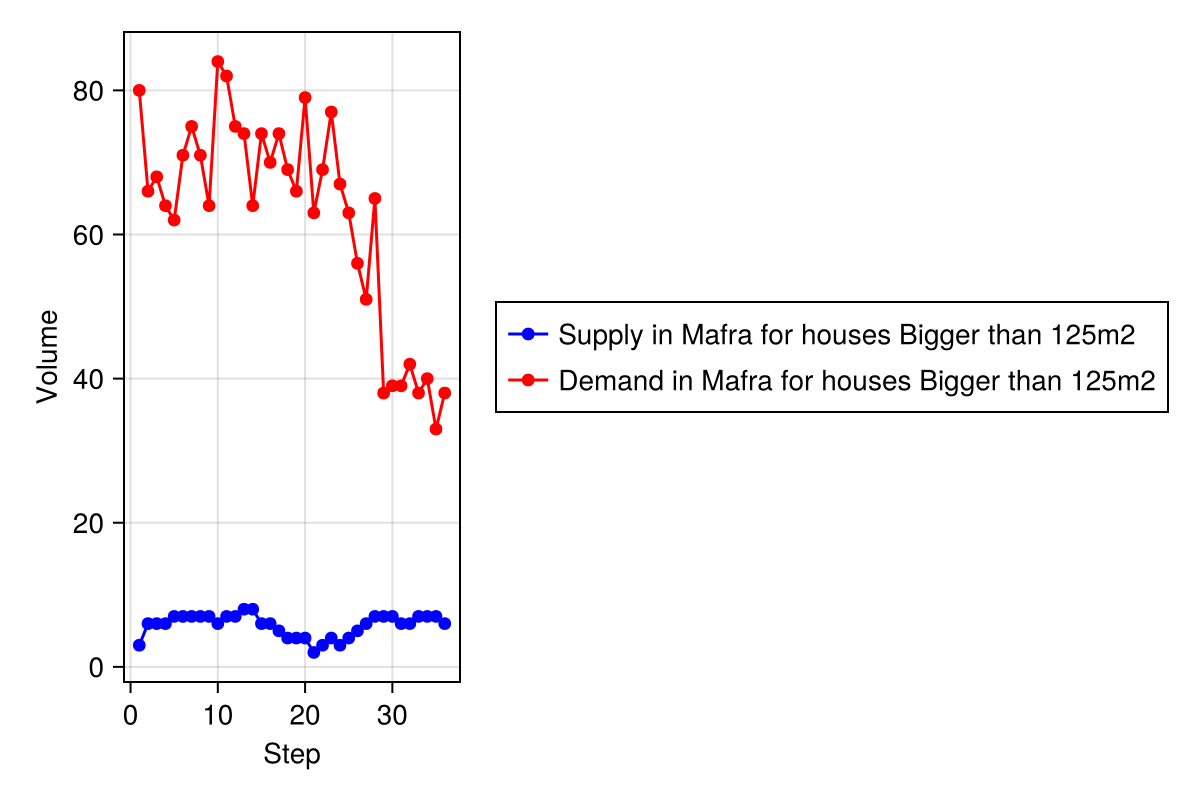 80
60
40
20
0
Volume
0 10 20 30
Step
Supply in Mafra for houses Bigger than 125m2
Demand in Mafra for houses Bigger than 125m2